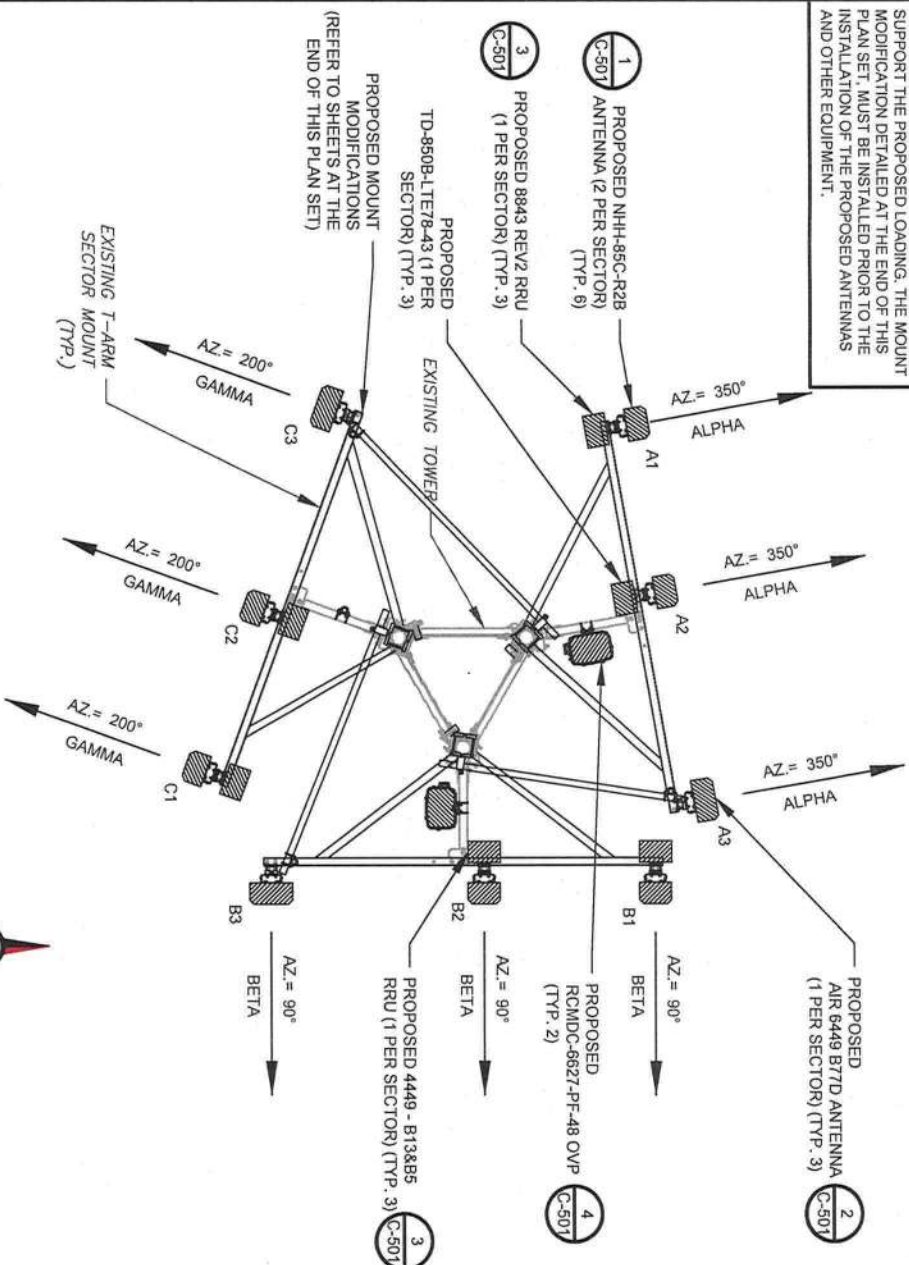 SUPPORT THE PROPOSED LOADING. THE MOUNT
MODIFICATION DETAILED AT THE END OF THIS
PLAN SET, MUST BE INSTALLED PRIOR TO THE
INSTALLATION OF THE PROPOSED ANTENNAS
AND OTHER EQUIPMENT.
1
C-501
PROPOSED NHH-85C-R2B
ANTENNA (2 PER SECTOR)
(TYP. 6)
3
C-501
PROPOSED 8843 REV2 RRU
(1 PER SECTOR) (TYP. 3)
PROPOSED
TD-850B-LTE78-43 (1 PER
SECTOR) (TYP. 3)
PROPOSED MOUNT
MODIFICATIONS
(REFER TO SHEETS AT THE
END OF THIS PLAN SET)
EXISTING T-ARM
SECTOR MOUNT
(TYP.)
EXISTING TOWER
AZ.= 350°
ALPHA
A1
AZ.= 350°
ALPHA
A2
AZ.= 350°
ALPHA
A3
AZ.= 200°
GAMMA
C3
AZ.= 200°
GAMMA
C2
AZ.= 200°
GAMMA
C1
B3
B2
B1
AZ.= 90°
BETA
AZ.= 90°
BETA
AZ.= 90°
BETA
PROPOSED
AIR 6449 B77D ANTENNA
(1 PER SECTOR) (TYP. 3)
2
C-501
PROPOSED
RCMDC-6627-PF-48 OVP
(TYP. 2)
4
C-501
PROPOSED 4449 - B13&B5
RRU (1 PER SECTOR) (TYP. 3)
3
C-501